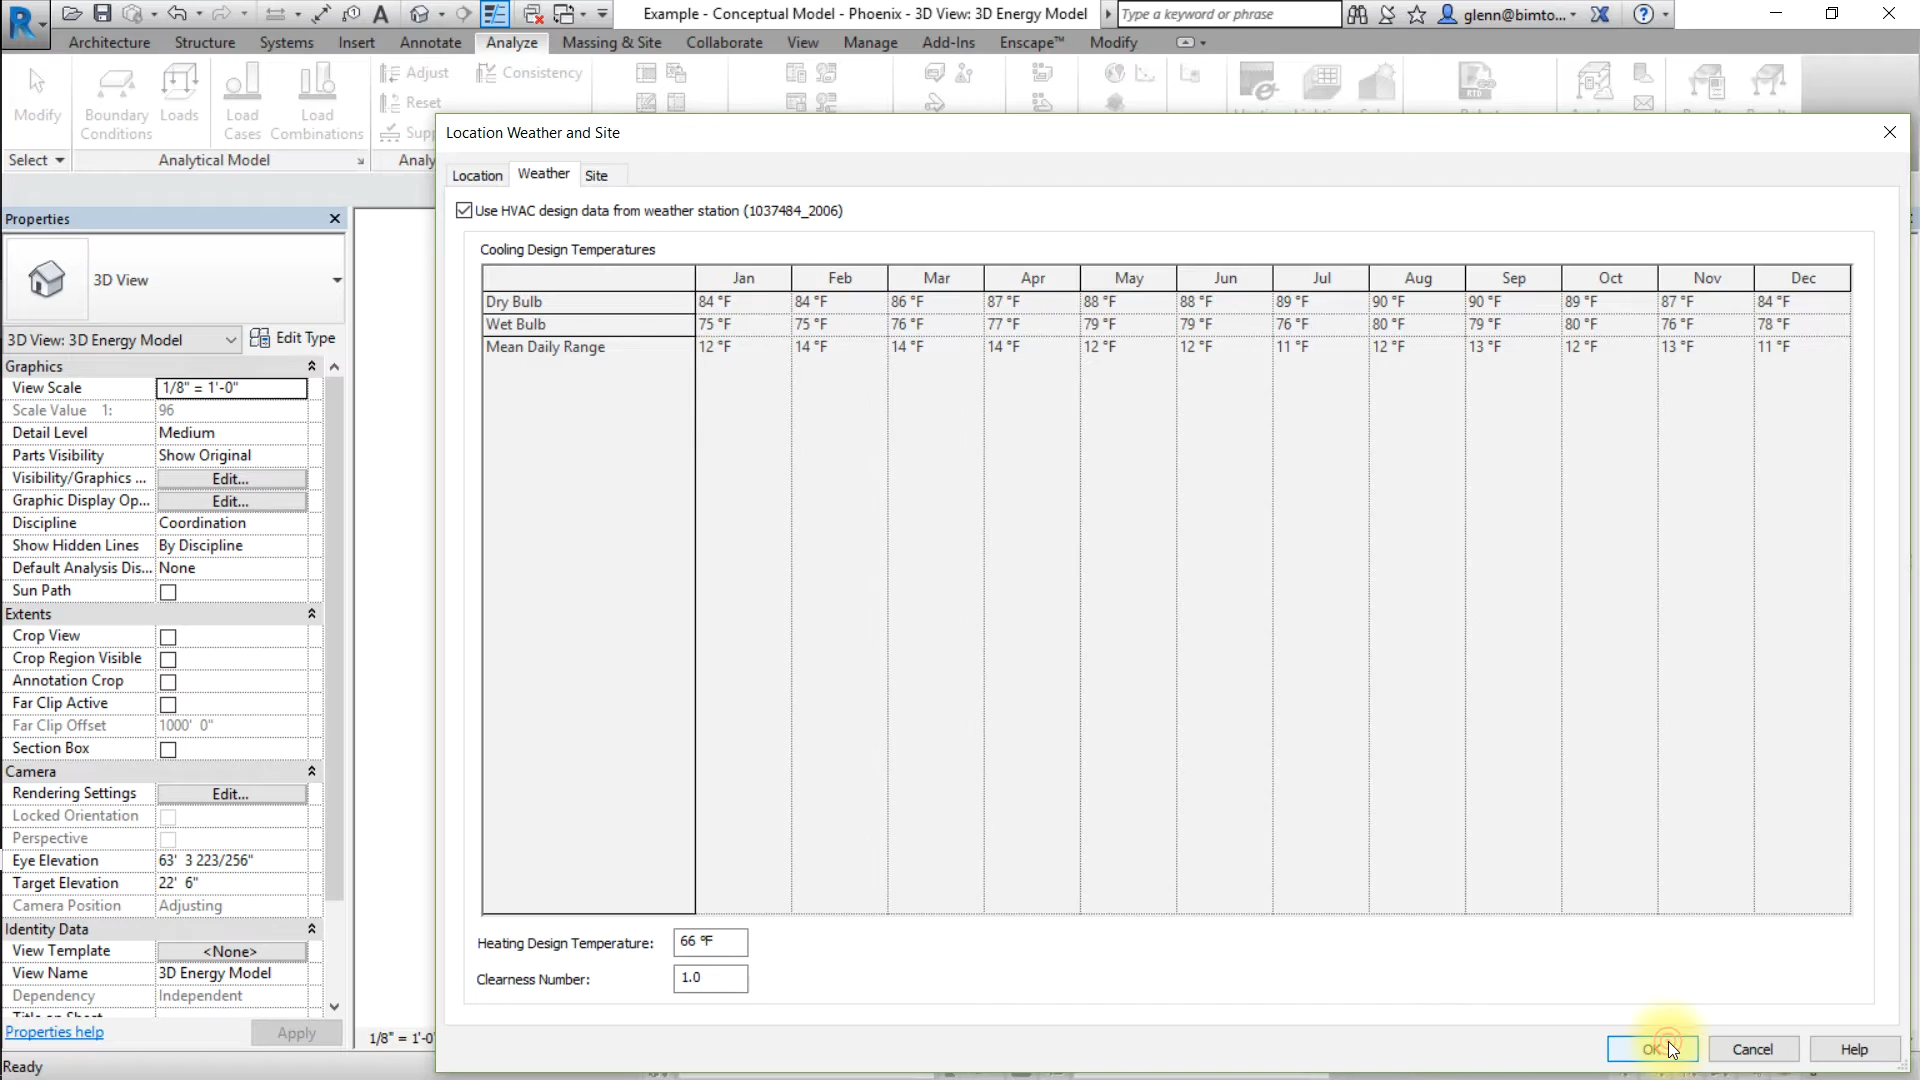 R
Example - Conceptual Model - Phoenix - 3D View: 3D Energy Model
Type a keyword or phrase
glenn@bimto...
Architecture Structure Systems Insert Annotate Analyze Massing & Site Collaborate View Manage Add-Ins Enscape™ Modify
Modify
Boundary Conditions
Loads
Load Cases
Load Combinations
Adjust
Reset
Supp
Consistency
Select
Analytical Model
Analy
Location Weather and Site
Location Weather Site
Use HVAC design data from weather station (1037484_2006)
Cooling Design Temperatures
Jan Feb Mar Apr May Jun Jul Aug Sep Oct Nov Dec
Dry Bulb 84 °F 84 °F 86 °F 87 °F 88 °F 88 °F 89 °F 90 °F 90 °F 89 °F 87 °F 84 °F
Wet Bulb 75 °F 75 °F 76 °F 77 °F 79 °F 79 °F 76 °F 80 °F 79 °F 80 °F 76 °F 78 °F
Mean Daily Range 12 °F 14 °F 14 °F 14 °F 12 °F 12 °F 11 °F 12 °F 13 °F 12 °F 13 °F 11 °F
Heating Design Temperature: 66 °F
Clearness Number: 1.0
OK Cancel Help
Properties
3D View
3D View: 3D Energy Model Edit Type
Graphics
View Scale 1/8" = 1'-0"
Scale Value 1: 96
Detail Level Medium
Parts Visibility Show Original
Visibility/Graphics ... Edit...
Graphic Display Op... Edit...
Discipline Coordination
Show Hidden Lines By Discipline
Default Analysis Dis... None
Sun Path
Extents
Crop View
Crop Region Visible
Annotation Crop
Far Clip Active
Far Clip Offset 1000' 0"
Section Box
Camera
Rendering Settings Edit...
Locked Orientation
Perspective
Eye Elevation 63' 3 223/256"
Target Elevation 22' 6"
Camera Position Adjusting
Identity Data
View Template <None>
View Name 3D Energy Model
Dependency Independent
Properties help Apply
1/8" = 1'-0
Ready